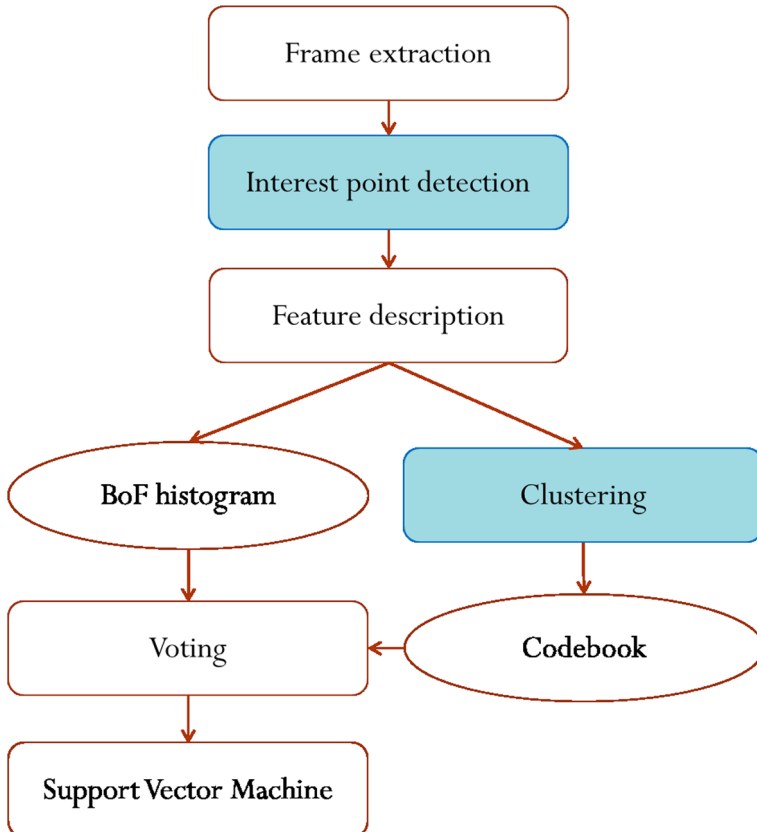 Frame extraction
Interest point detection
Feature description
BoF histogram
Clustering
Voting
Codebook
Support Vector Machine